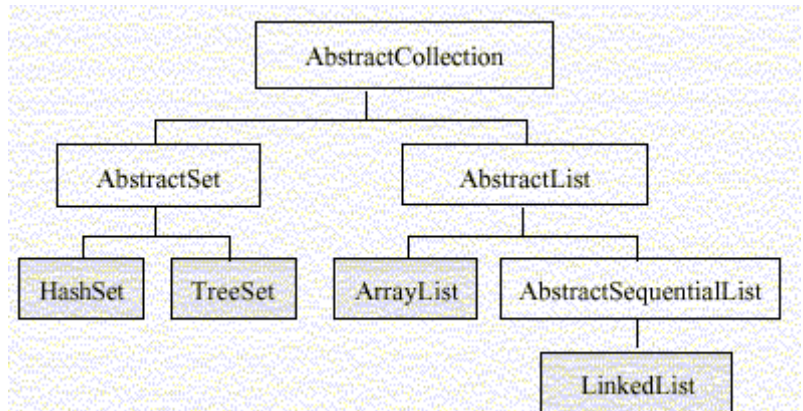 AbstractCollection
AbstractSet
AbstractList
HashSet
TreeSet
ArrayList
AbstractSequentialList
LinkedList